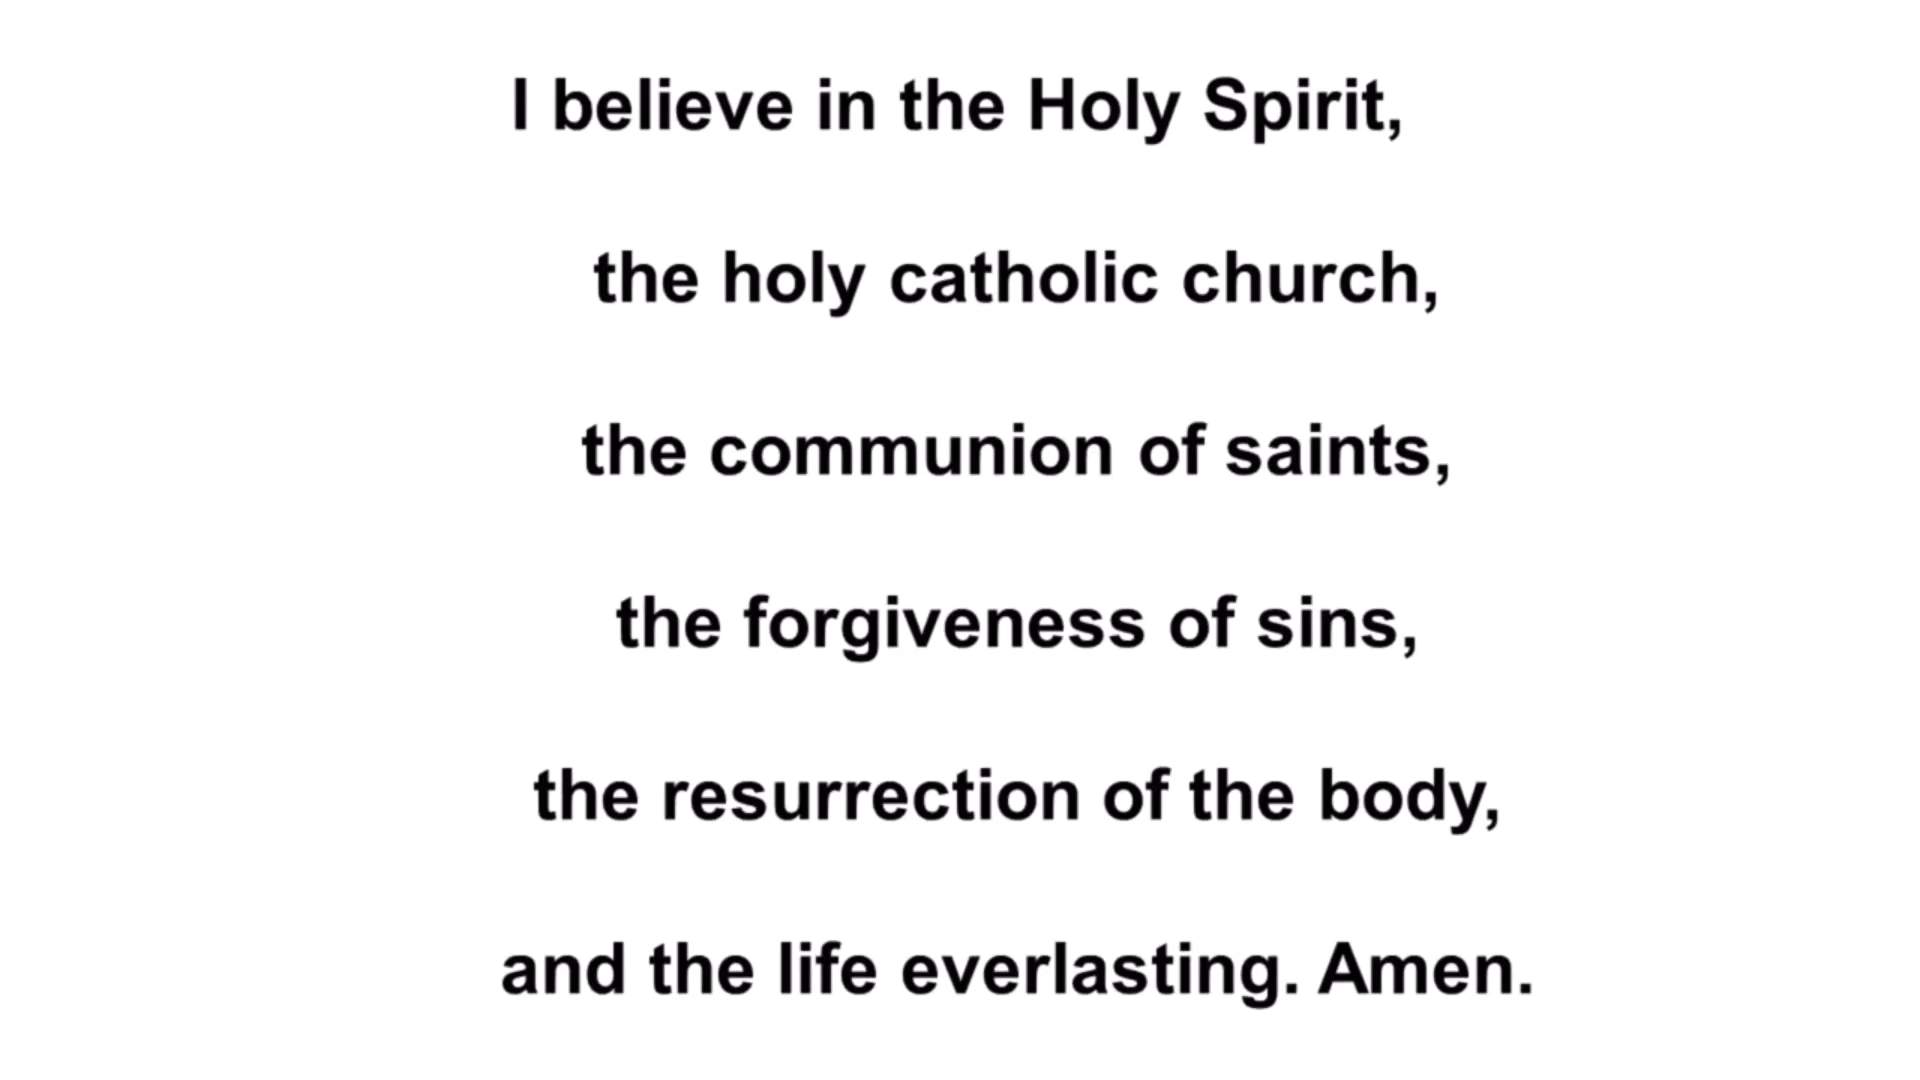 I believe in the Holy Spirit,
the holy catholic church,
the communion of saints,
the forgiveness of sins,
the resurrection of the body,
and the life everlasting. Amen.